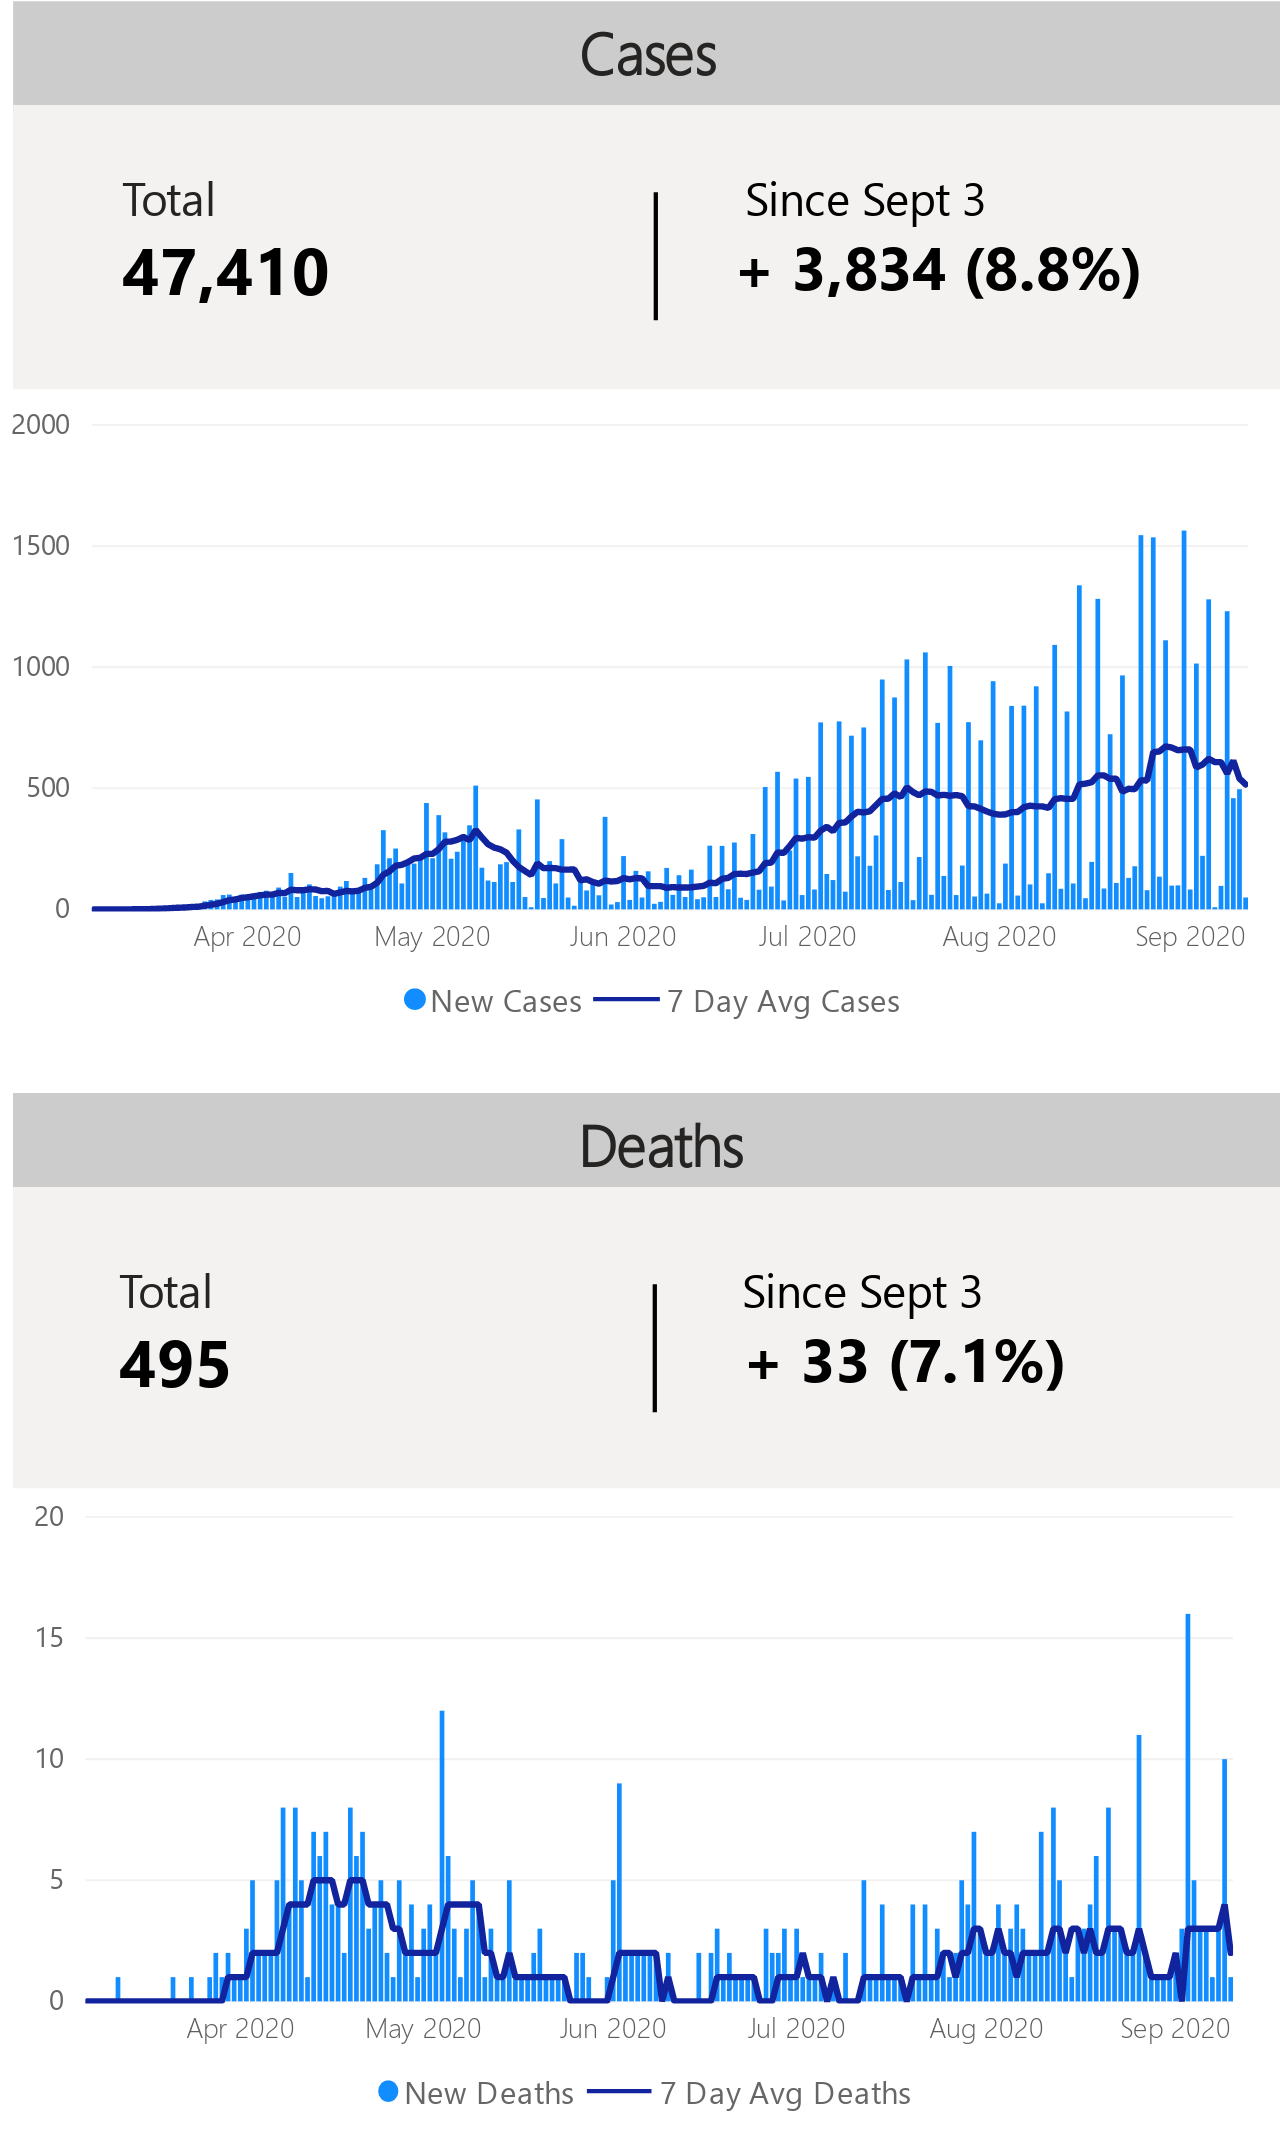 Cases
Total
Since Sept 3
47,410
+ 3,834 (8.8%)
2000
1500
1000
500
0
Apr 2020
May 2020
Jun 2020
Jul 2020
Aug 2020
Sep 2020
New Cases
7 Day Avg Cases
Deaths
Total
Since Sept 3
495
+ 33 (7.1%)
20
15
10
5
0
Apr 2020
May 2020
Jun 2020
Jul 2020
Aug 2020
Sep 2020
New Deaths
7 Day Avg Deaths